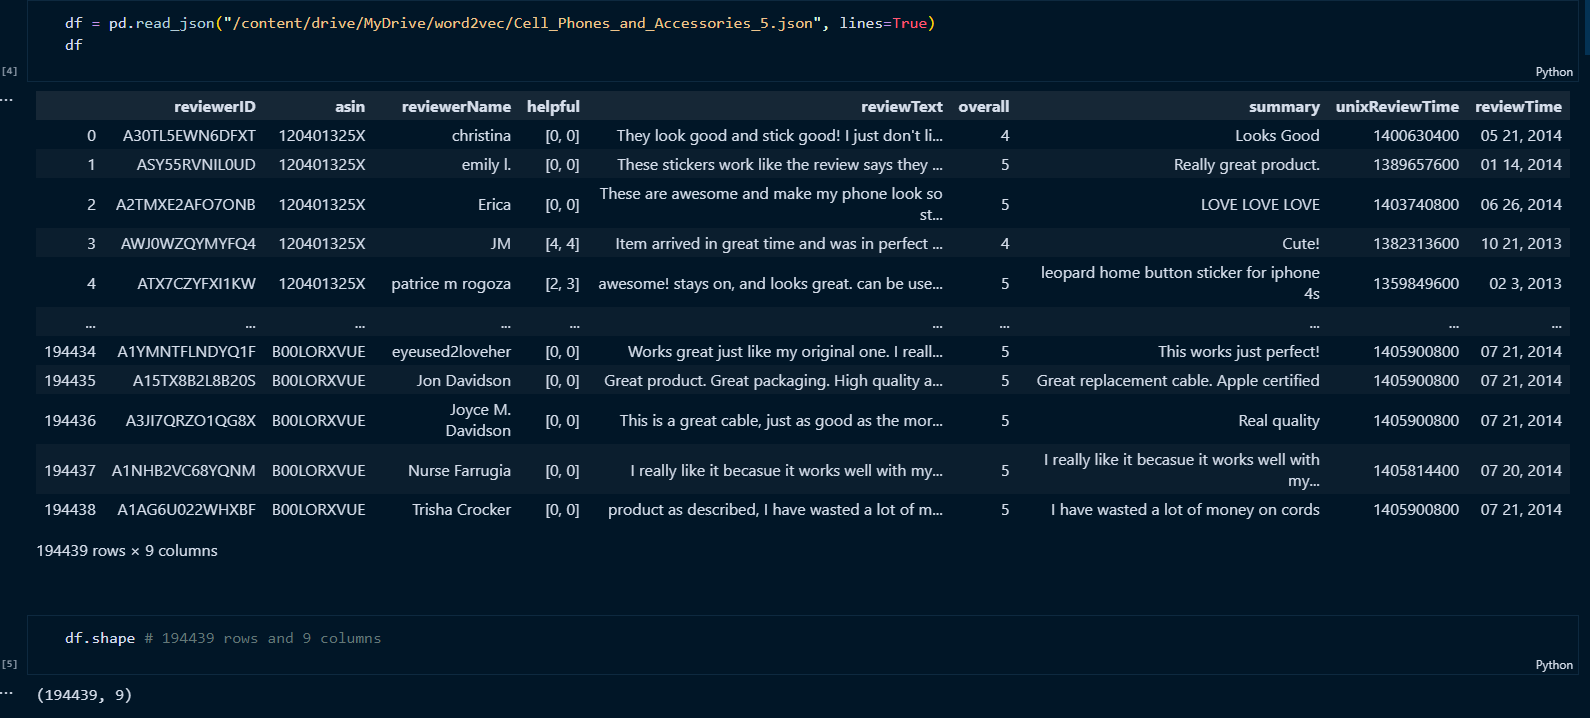 df = pd.read_json("/content/drive/MyDrive/word2vec/Cell_Phones_and_Accessories_5.json", lines=True)
df
[4]
Python
...
reviewerID asin reviewerName helpful reviewText overall summary unixReviewTime reviewTime
0 A30TL5EWN6DFXT 120401325X christina [0, 0] They look good and stick good! I just don't li... 4 Looks Good 1400630400 05 21, 2014
1 ASY55RVNIL0UD 120401325X emily l. [0, 0] These stickers work like the review says they ... 5 Really great product. 1389657600 01 14, 2014
2 A2TMXE2AFO7ONB 120401325X Erica [0, 0] These are awesome and make my phone look so st... 5 LOVE LOVE LOVE 1403740800 06 26, 2014
3 AWJ0WZQYMYFQ4 120401325X JM [4, 4] Item arrived in great time and was in perfect ... 4 Cute! 1382313600 10 21, 2013
4 ATX7CZYFXI1KW 120401325X patrice m rogoza [2, 3] awesome! stays on, and looks great. can be use... 5 leopard home button sticker for iphone 4s 1359849600 02 3, 2013
... ... ... ... ... ... ... ... ... ...
194434 A1YMNTFLNDYQ1F B00LORXVUE eyeused2loveher [0, 0] Works great just like my original one. I reall... 5 This works just perfect! 1405900800 07 21, 2014
194435 A15TX8B2L8B20S B00LORXVUE Jon Davidson [0, 0] Great product. Great packaging. High quality a... 5 Great replacement cable. Apple certified 1405900800 07 21, 2014
194436 A3JI7QRZO1QG8X B00LORXVUE Joyce M. Davidson [0, 0] This is a great cable, just as good as the mor... 5 Real quality 1405900800 07 21, 2014
194437 A1NHB2VC68YQNM B00LORXVUE Nurse Farrugia [0, 0] I really like it becasue it works well with my... 5 I really like it becasue it works well with my... 1405814400 07 20, 2014
194438 A1AG6U022WHXBF B00LORXVUE Trisha Crocker [0, 0] product as described, I have wasted a lot of m... 5 I have wasted a lot of money on cords 1405900800 07 21, 2014
194439 rows × 9 columns
df.shape # 194439 rows and 9 columns
[5]
Python
...
(194439, 9)